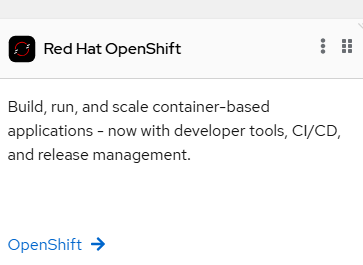 Red Hat OpenShift
Build, run, and scale container-based
applications - now with developer tools, CI/CD,
and release management.
OpenShift